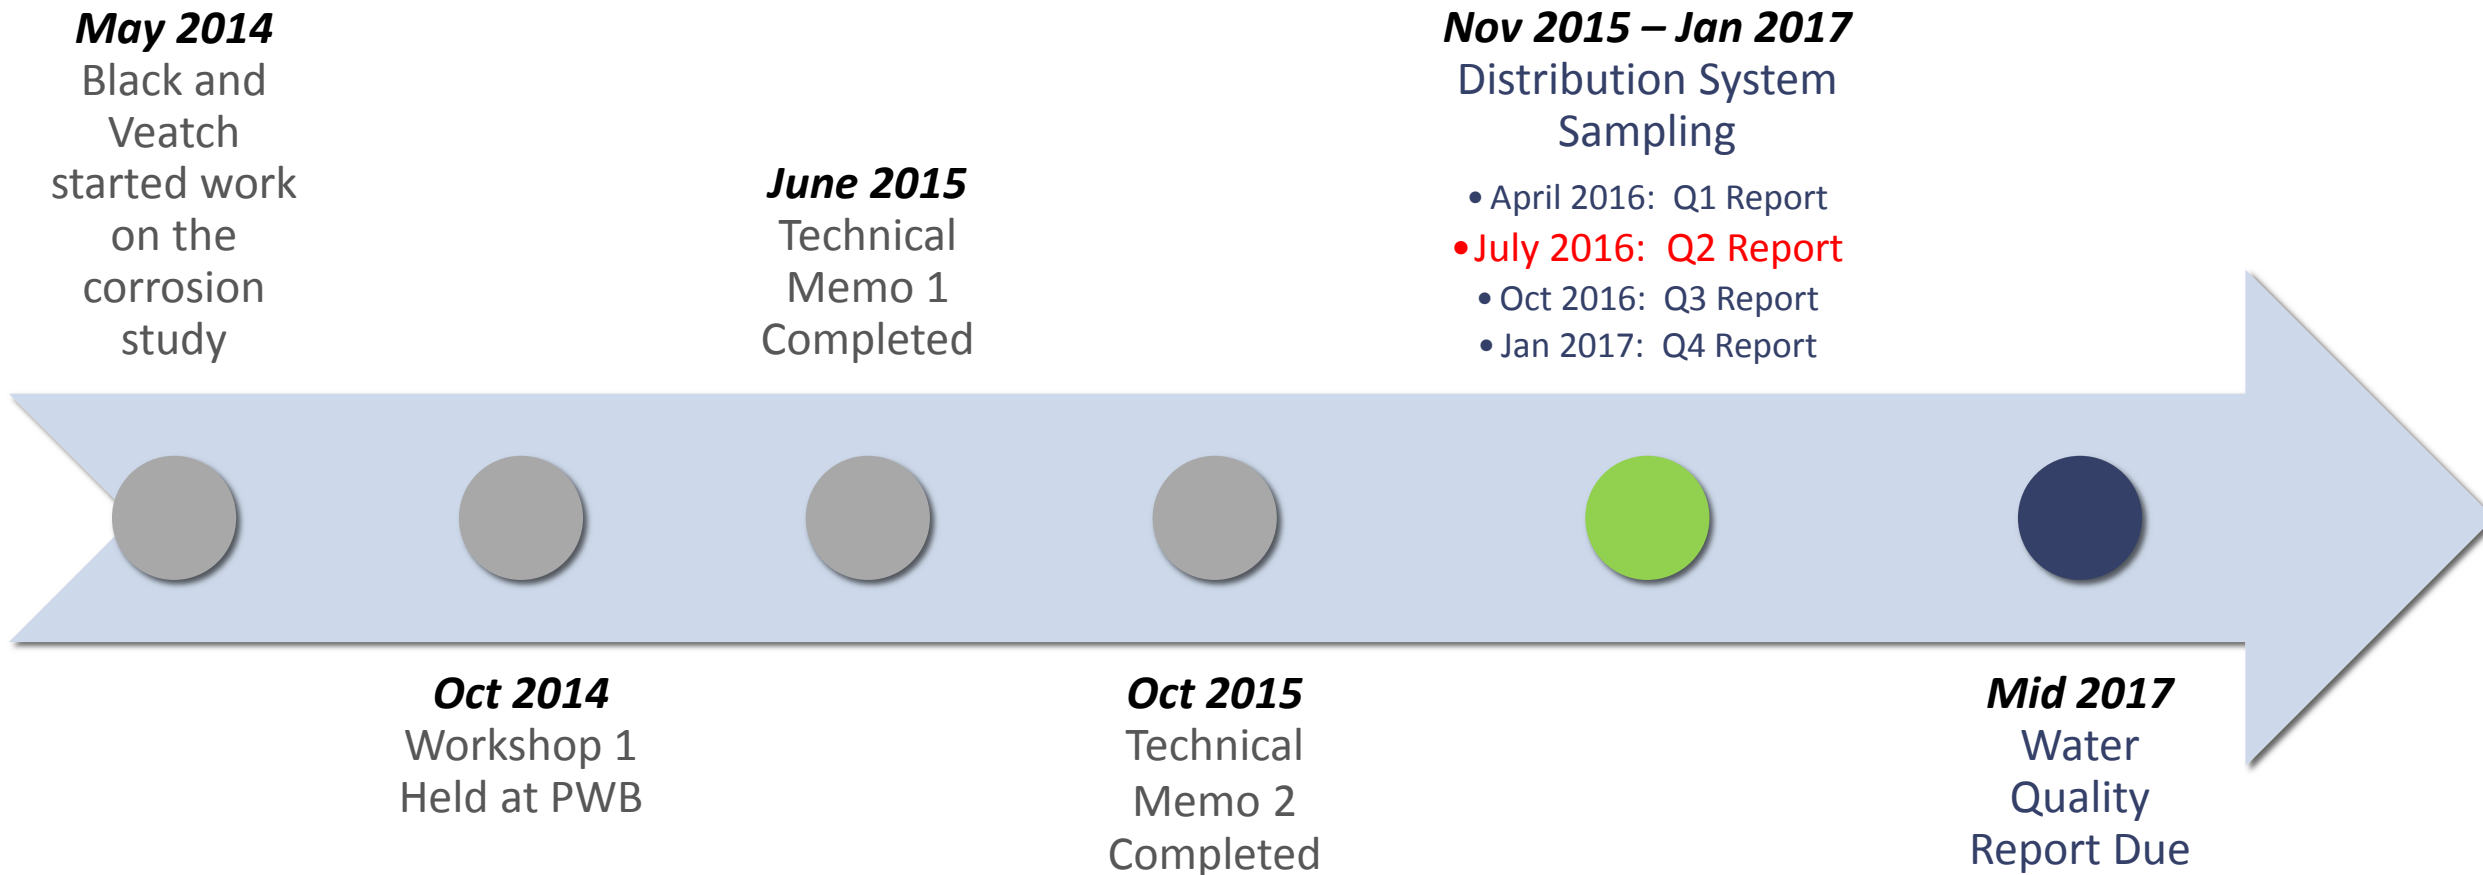 May 2014
Black and
Veatch
started work
on the
corrosion
study
Oct 2014
Workshop 1
Held at PWB
June 2015
Technical
Memo 1
Completed
Oct 2015
Technical
Memo 2
Completed
Nov 2015 – Jan 2017
Distribution System
Sampling
• April 2016: Q1 Report
• July 2016: Q2 Report
• Oct 2016: Q3 Report
• Jan 2017: Q4 Report
Mid 2017
Water
Quality
Report Due